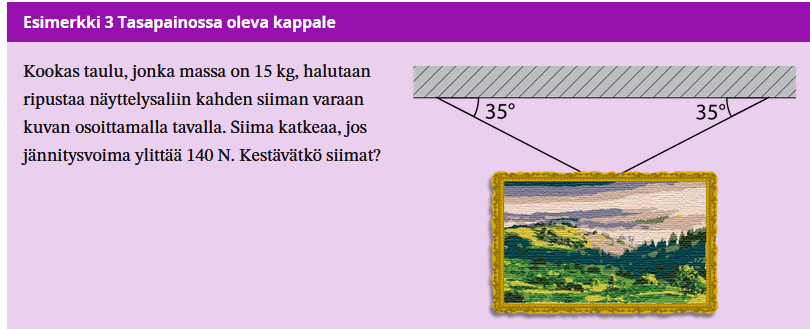 Esimerkki 3 Tasapainossa oleva kappale
Kookas taulu, jonka massa on 15 kg, halutaan
ripustaa näyttelysaliin kahden siiman varaan
kuvan osoittamalla tavalla. Siima katkeaa, jos
jännitysvoima ylittää 140 N. Kestävätkö siimat?
35°
35°